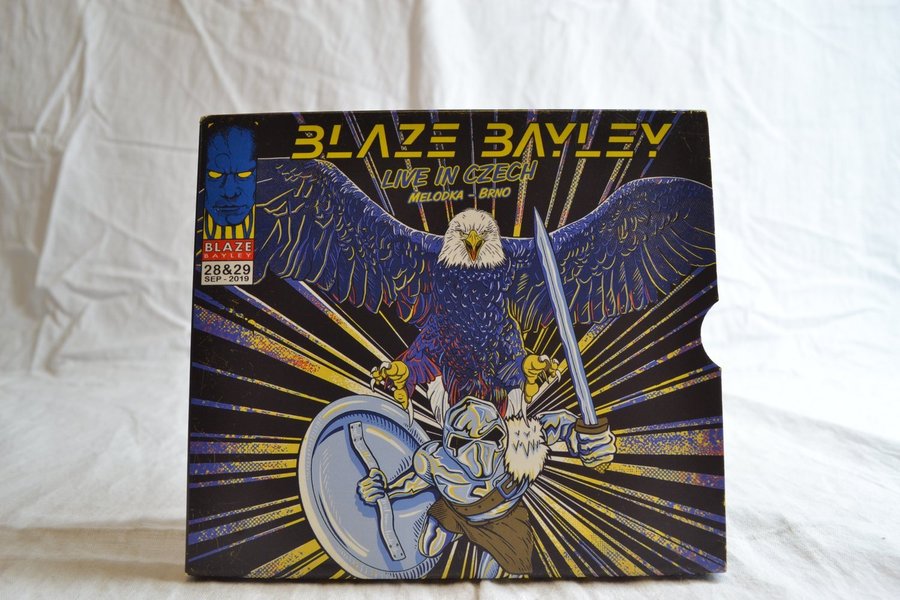 BLAZE BAYLEY
LIVE IN CZECH
MELODKA - BRNO
BLAZE
BAYLEY
28&29
SEP - 2019